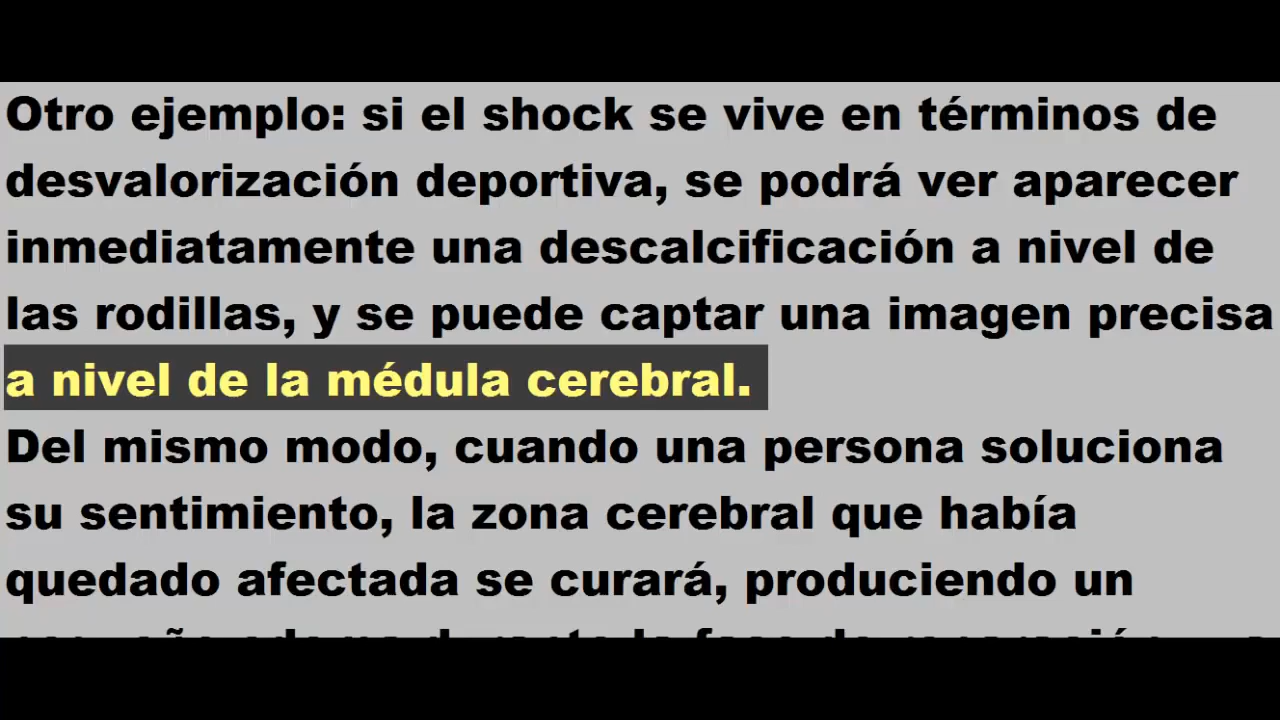 Otro ejemplo: si el shock se vive en términos de
desvalorización deportiva, se podrá ver aparecer
inmediatamente una descalcificación a nivel de
las rodillas, y se puede captar una imagen precisa
a nivel de la médula cerebral.
Del mismo modo, cuando una persona soluciona
su sentimiento, la zona cerebral que había
quedado afectada se curará, produciendo un